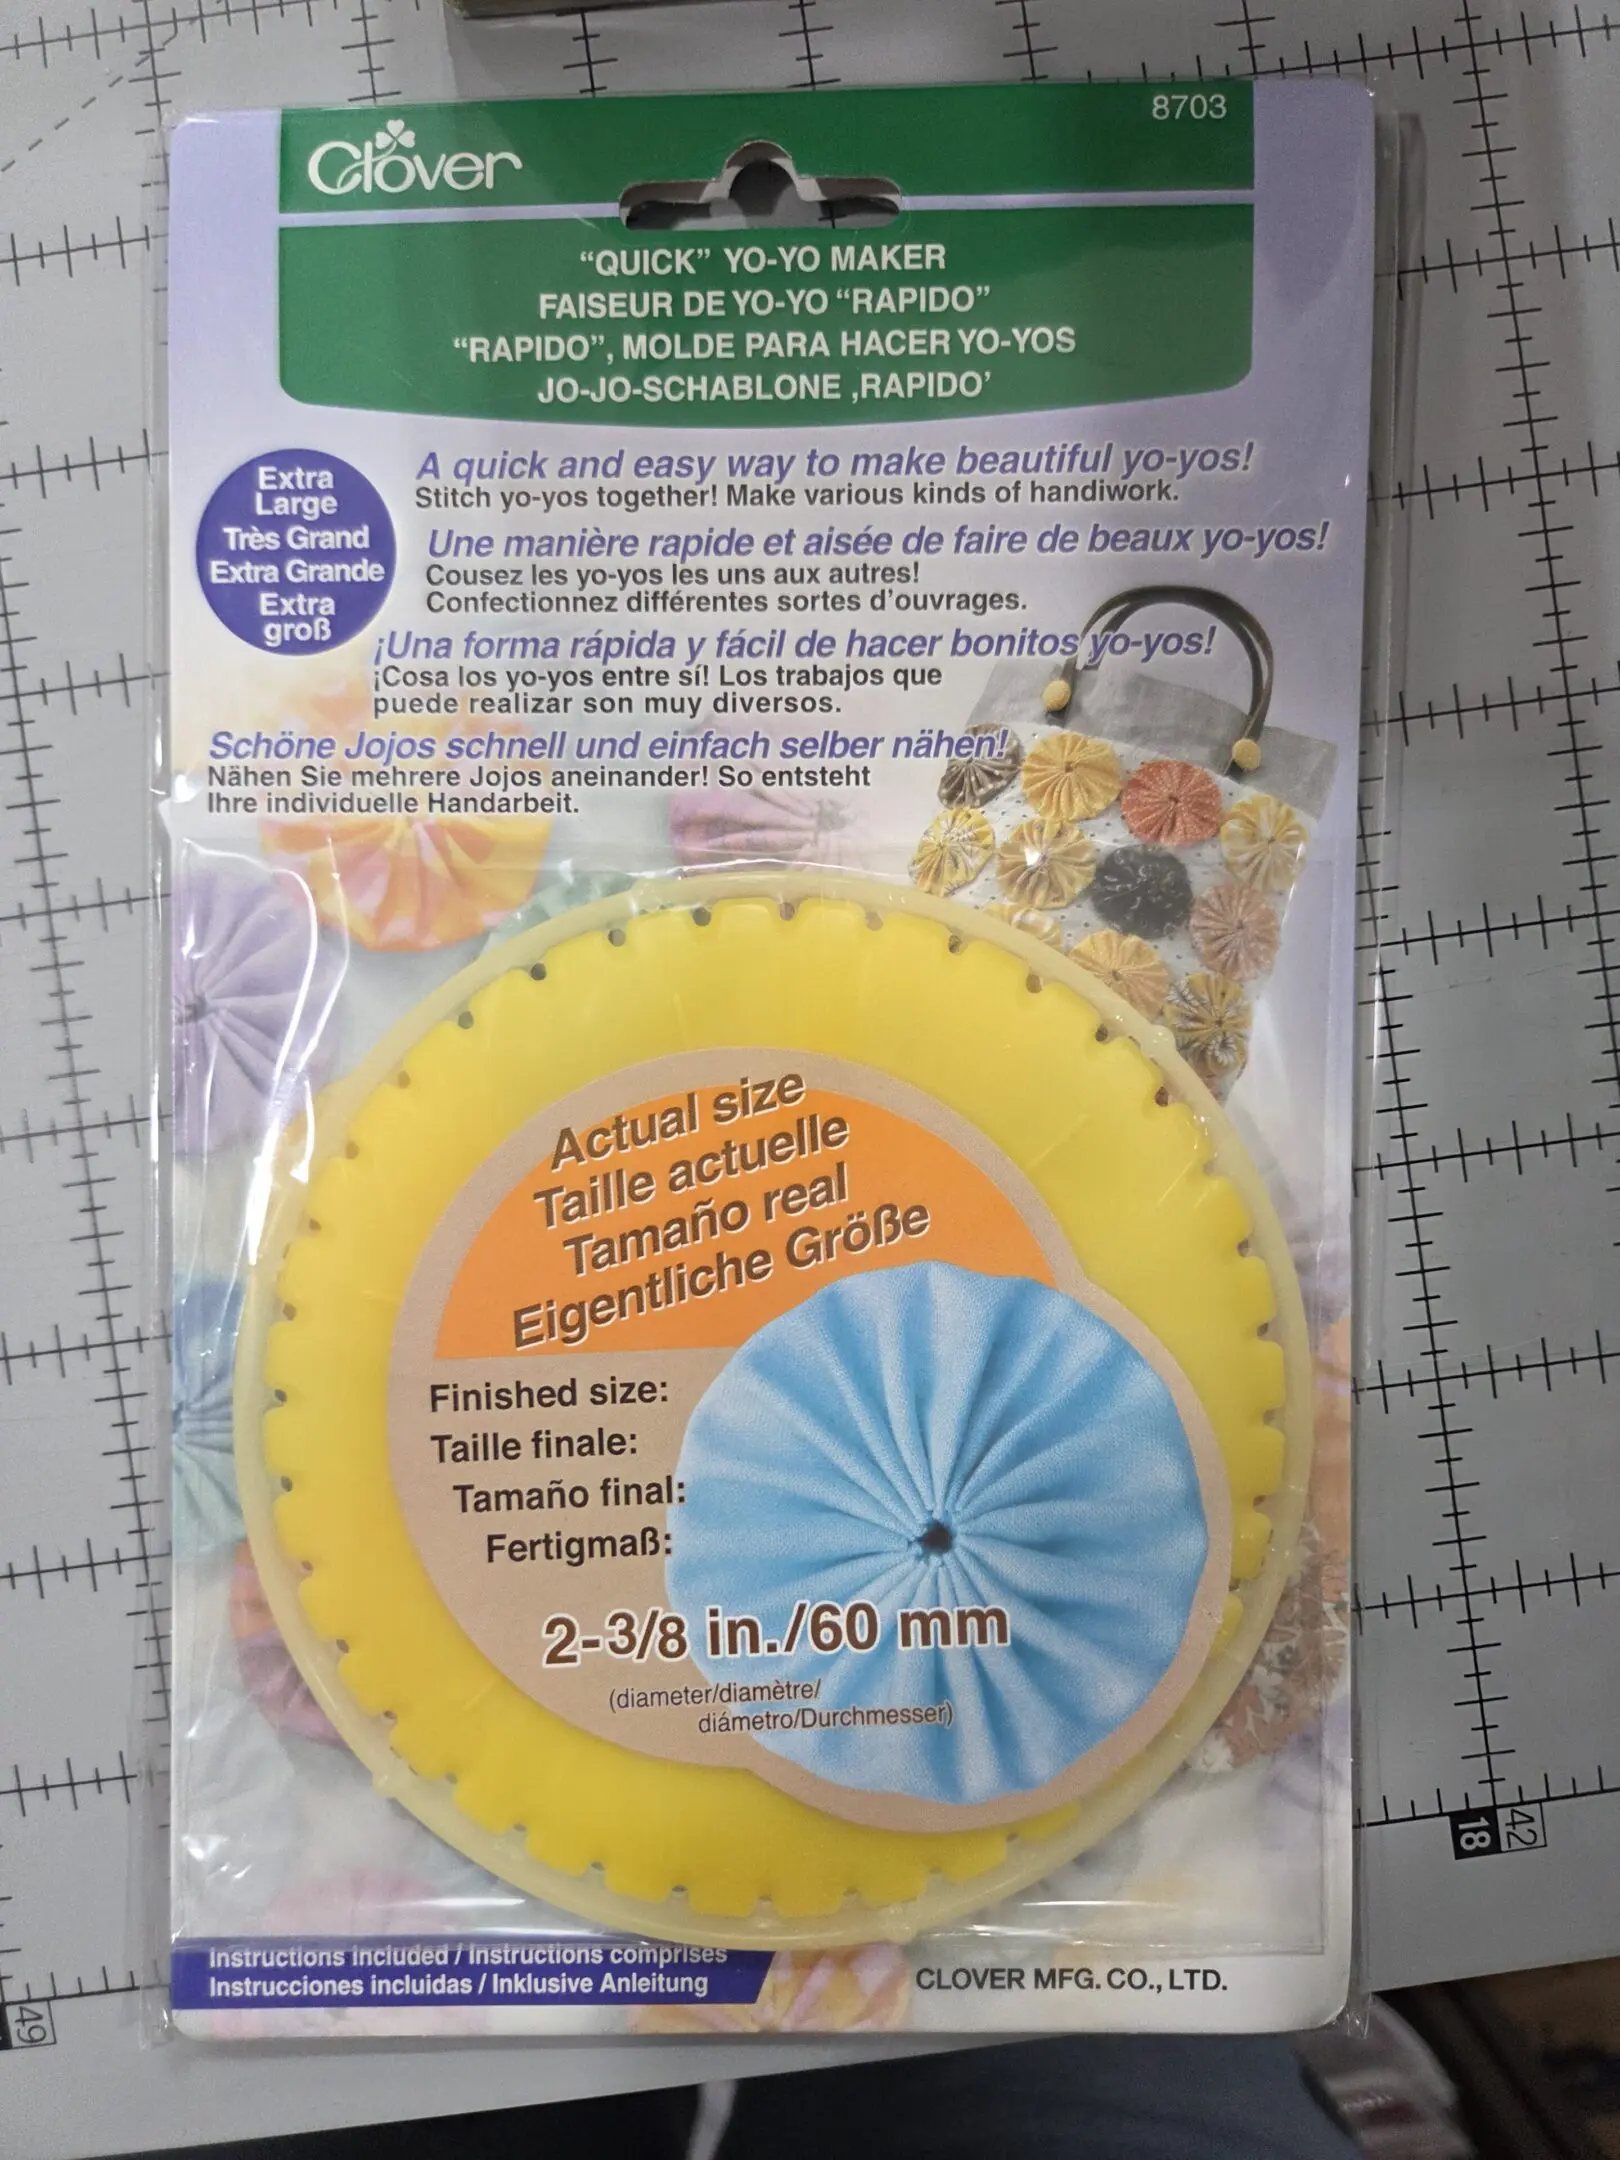 Clover
8703
“QUICK” YO-YO MAKER
FAISEUR DE YO-YO “RAPIDO”
“RAPIDO”, MOLDE PARA HACER YO-YOS
JO-JO-SCHABLONE ‚RAPIDO’
Extra
Large
Très Grand
Extra Grande
Extra
groß
A quick and easy way to make beautiful yo-yos!
Stitch yo-yos together! Make various kinds of handiwork.
Une manière rapide et aisée de faire de beaux yo-yos!
Cousez les yo-yos les uns aux autres!
Confectionnez différentes sortes d’ouvrages.
¡Una forma rápida y fácil de hacer bonitos yo-yos!
¡Cosa los yo-yos entre sí! Los trabajos que
puede realizar son muy diversos.
Schöne Jojos schnell und einfach selber nähen!
Nähen Sie mehrere Jojos aneinander! So entsteht
Ihre individuelle Handarbeit.
Actual size
Taille actuelle
Tamaño real
Eigentliche Größe
Finished size:
Taille finale:
Tamaño final:
Fertigmaß:
2-3/8 in./60 mm
(diameter/diamètre/
diámetro/Durchmesser)
Instructions included / Instructions comprises
Instrucciones incluidas / Inklusive Anleitung
CLOVER MFG. CO., LTD.
18
42
49